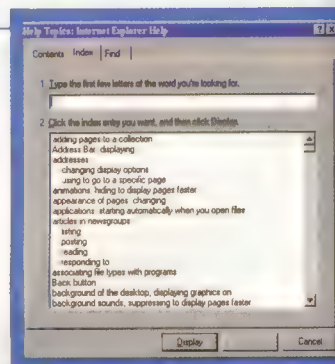 Help Topics: Internet Explorer Help
Contents Index Find
1 Type the first few letters of the word you're looking for.
2 Click the index entry you want, and then click Display.
adding pages to a collection
Address Bar displaying
addresses
changing display options
using to go to a specific page
animations hiding to display pages faster
appearance of pages changing
applications starting automatically when you open files
articles in newsgroups
listing
posting
reading
responding to
associating file types with programs
Back button
background of the desktop, displaying graphics on
background sounds, suppressing to display pages faster
Display Cancel